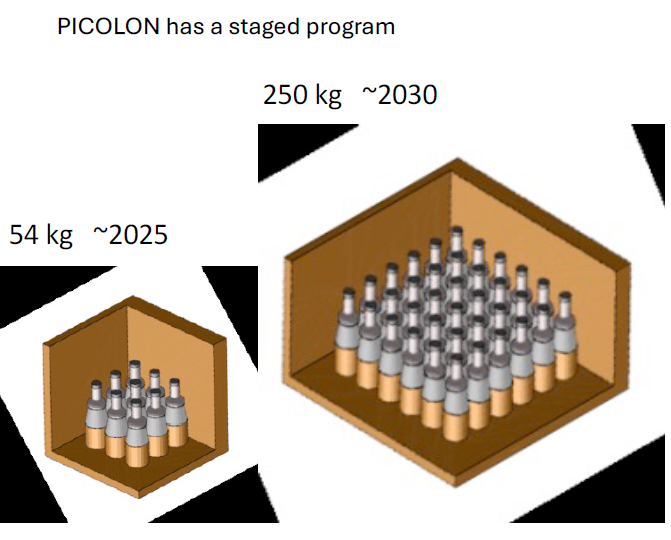 PICOLON has a staged program
250 kg ~2030
54 kg ~2025